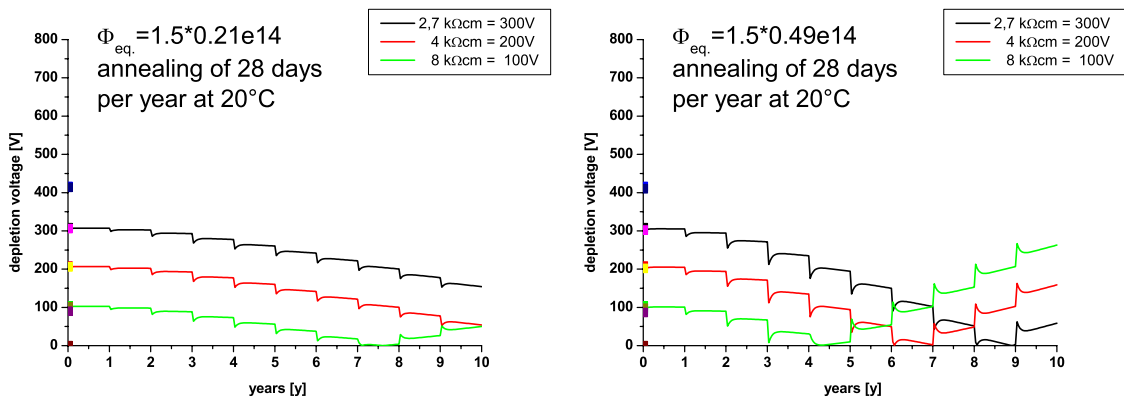 Φeq.=1.5*0.21e14
annealing of 28 days
per year at 20°C
2,7 kΩcm = 300V
4 kΩcm = 200V
8 kΩcm = 100V
depletion voltage [V]
800
700
600
500
400
300
200
100
0
0 1 2 3 4 5 6 7 8 9 10
years [y]
Φeq.=1.5*0.49e14
annealing of 28 days
per year at 20°C
2,7 kΩcm = 300V
4 kΩcm = 200V
8 kΩcm = 100V
depletion voltage [V]
800
700
600
500
400
300
200
100
0
0 1 2 3 4 5 6 7 8 9 10
years [y]